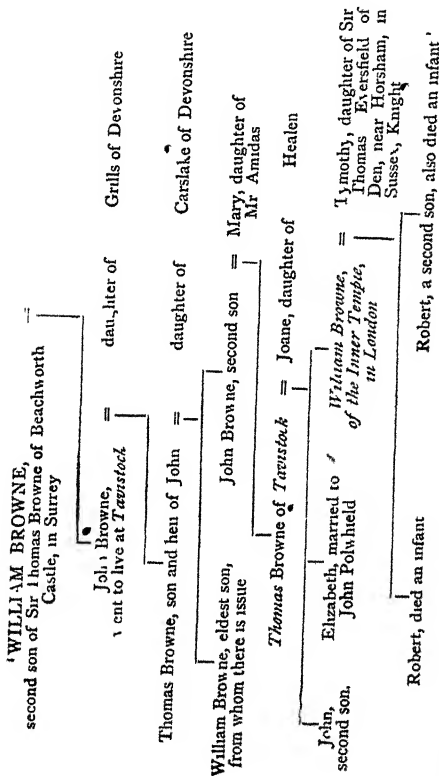 'WILLIAM BROWNE, =
second son of Sir Thomas Browne of Beachworth
Castle, in Surrey
John Browne, = dau,hter of Grills of Devonshire
ent to live at Tavistock
Thomas Browne, son and heir of John = daughter of Carslake of Devonshire
William Browne, eldest son,
from whom there is issue
John Browne, second son = Mary, daughter of
Mr Amidas
Thomas Browne of Tavistock = Joane, daughter of Healen
John,
second son.
Elizabeth, married to
John Polwhield
William Browne,
of the Inner Temple,
in London
= Tymothy, daughter of Sir
Thomas Eversfield of
Den, near Horsham, in
Sussex, Knight
Robert, died an infant
Robert, a second son, also died an infant'